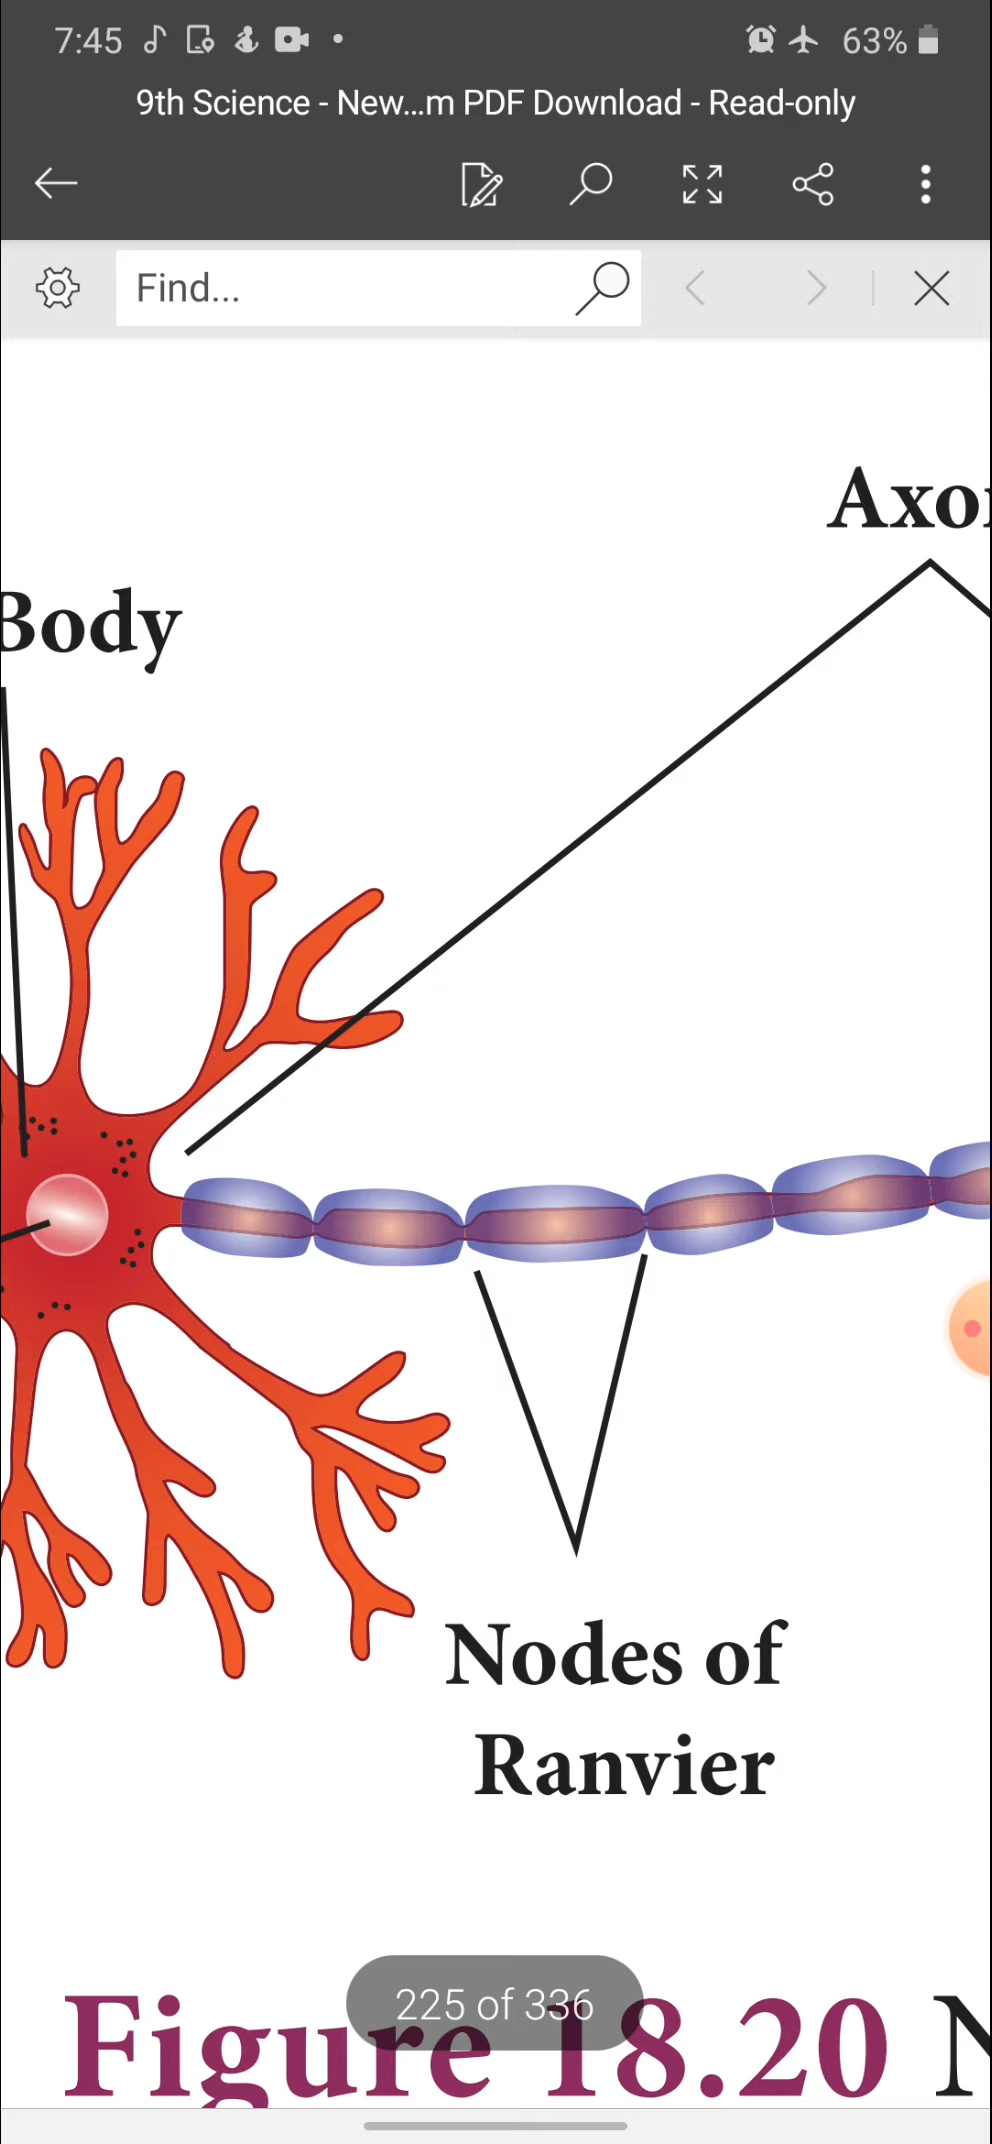 7:45
63%
9th Science - New...m PDF Download - Read-only
Find...
Axon
Body
Nodes of
Ranvier
225 of 336
Figure 18.20 N